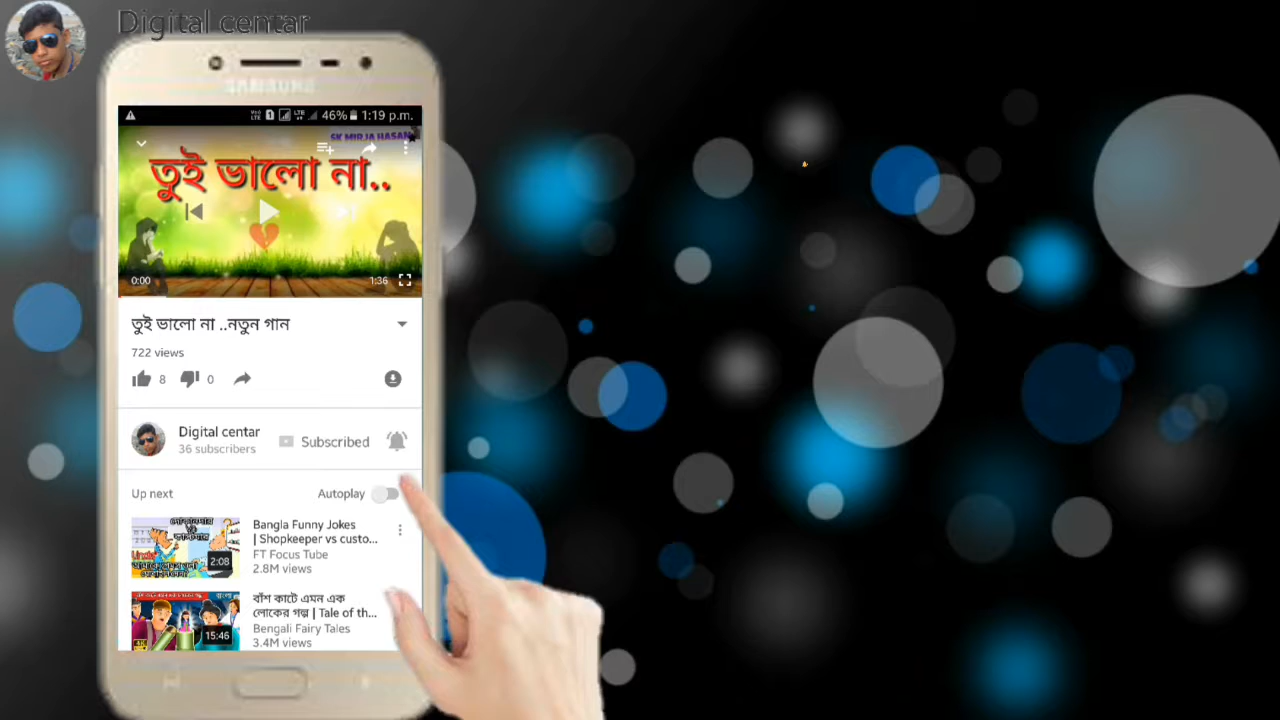 Digital centar
SAMSUNG
46% 1:19 p.m.
SK MIRJA HASAN
তুই ভালো না..
0:00
1:36
তুই ভালো না ..নতুন গান
722 views
8
0
Digital centar
36 subscribers
Subscribed
Up next
Autoplay
Bangla Funny Jokes
| Shopkeeper vs custo...
FT Focus Tube
2.8M views
2:08
বাঁশ কাটে এমন এক
লোকের গল্প | Tale of th...
Bengali Fairy Tales
3.4M views
15:46